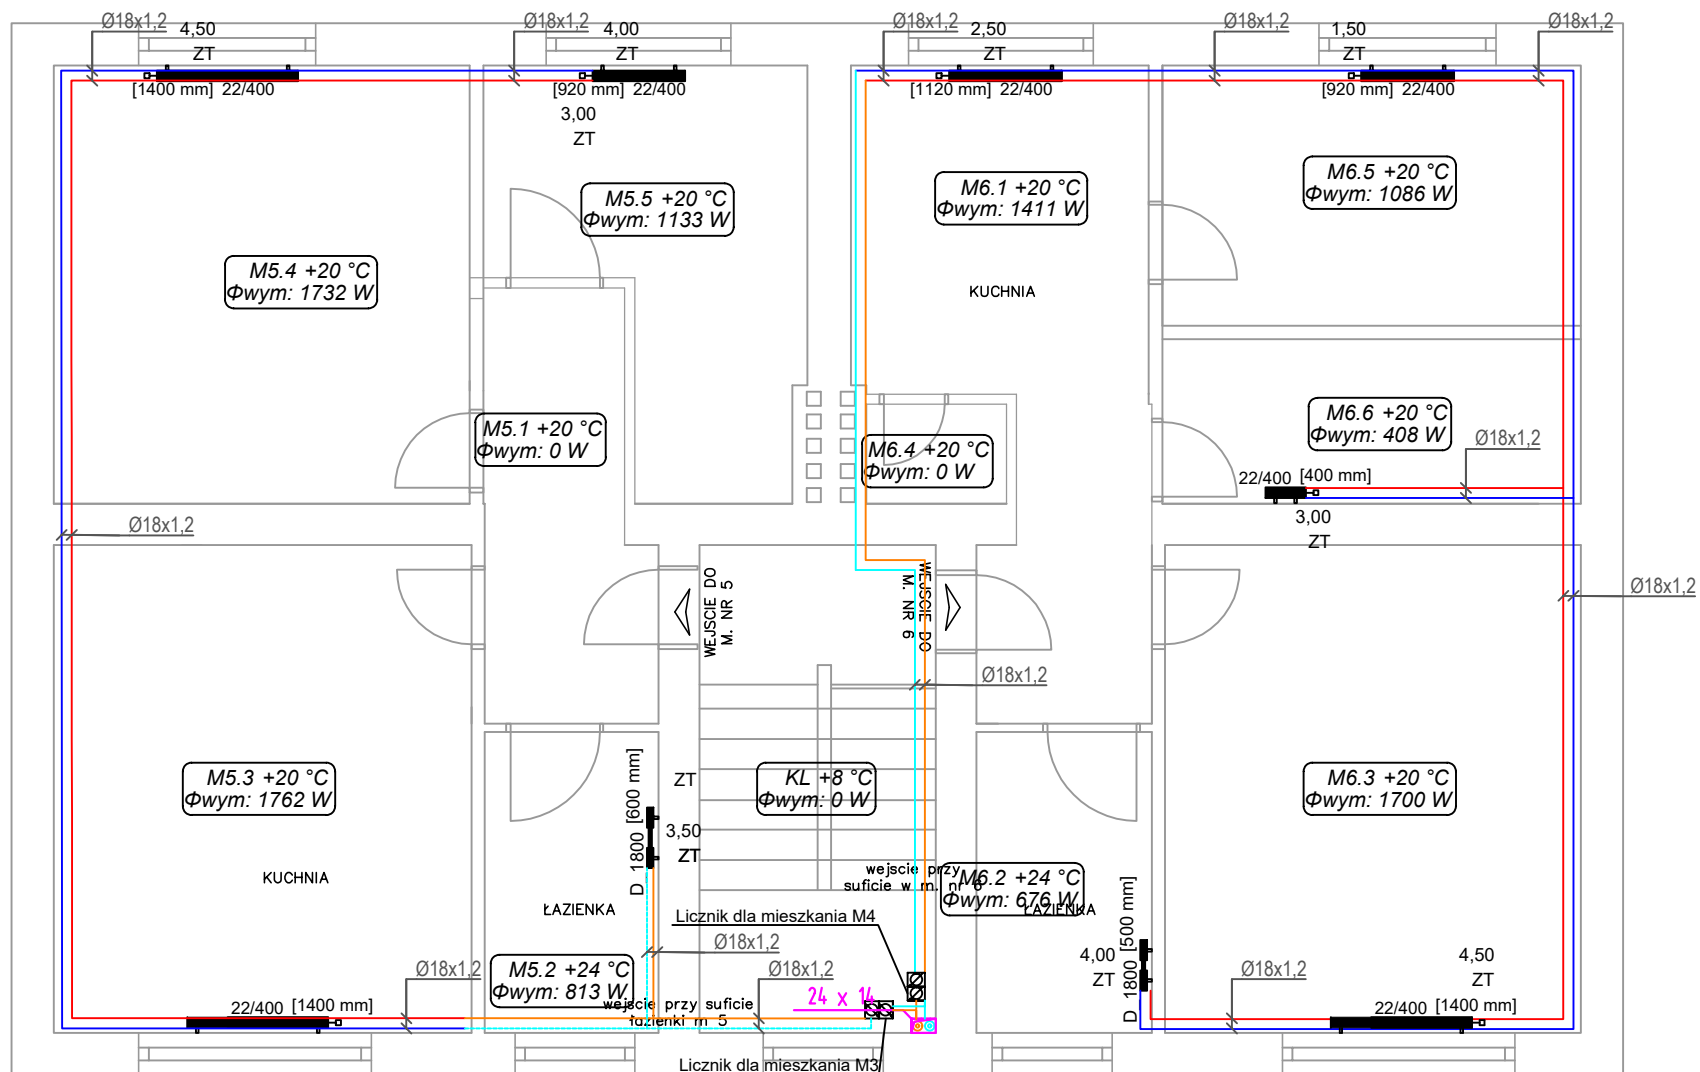 Ø18x1,2
4,50
ZT
Ø18x1,2
4,00
ZT
Ø18x1,2
2,50
ZT
Ø18x1,2
1,50
ZT
Ø18x1,2
[1400 mm] 22/400
[920 mm] 22/400
[1120 mm] 22/400
[920 mm] 22/400
3,00
ZT
M5.5 +20 °C
Φwym: 1133 W
M6.1 +20 °C
Φwym: 1411 W
M6.5 +20 °C
Φwym: 1086 W
M5.4 +20 °C
Φwym: 1732 W
KUCHNIA
M5.1 +20 °C
Φwym: 0 W
M6.4 +20 °C
Φwym: 0 W
M6.6 +20 °C
Φwym: 408 W
Ø18x1,2
22/400 [400 mm]
3,00
ZT
Ø18x1,2
WEJSCIE DO
M. NR 5
WEJSCIE DO
M. NR 6
Ø18x1,2
Ø18x1,2
M5.3 +20 °C
Φwym: 1762 W
KL +8 °C
Φwym: 0 W
M6.3 +20 °C
Φwym: 1700 W
ZT
D 1800 [600 mm]
3,50
ZT
KUCHNIA
ŁAZIENKA
wejscie przy
suficie w m. nr 6
M6.2 +24 °C
Φwym: 676 W
ŁAZIENKA
Licznik dla mieszkania M4
Ø18x1,2
4,00
ZT
D 1800 [500 mm]
4,50
ZT
Ø18x1,2
M5.2 +24 °C
Φwym: 813 W
Ø18x1,2
Ø18x1,2
24 x 14
wejscie przy suficie
łazienki m 5
22/400 [1400 mm]
22/400 [1400 mm]
Licznik dla mieszkania M3